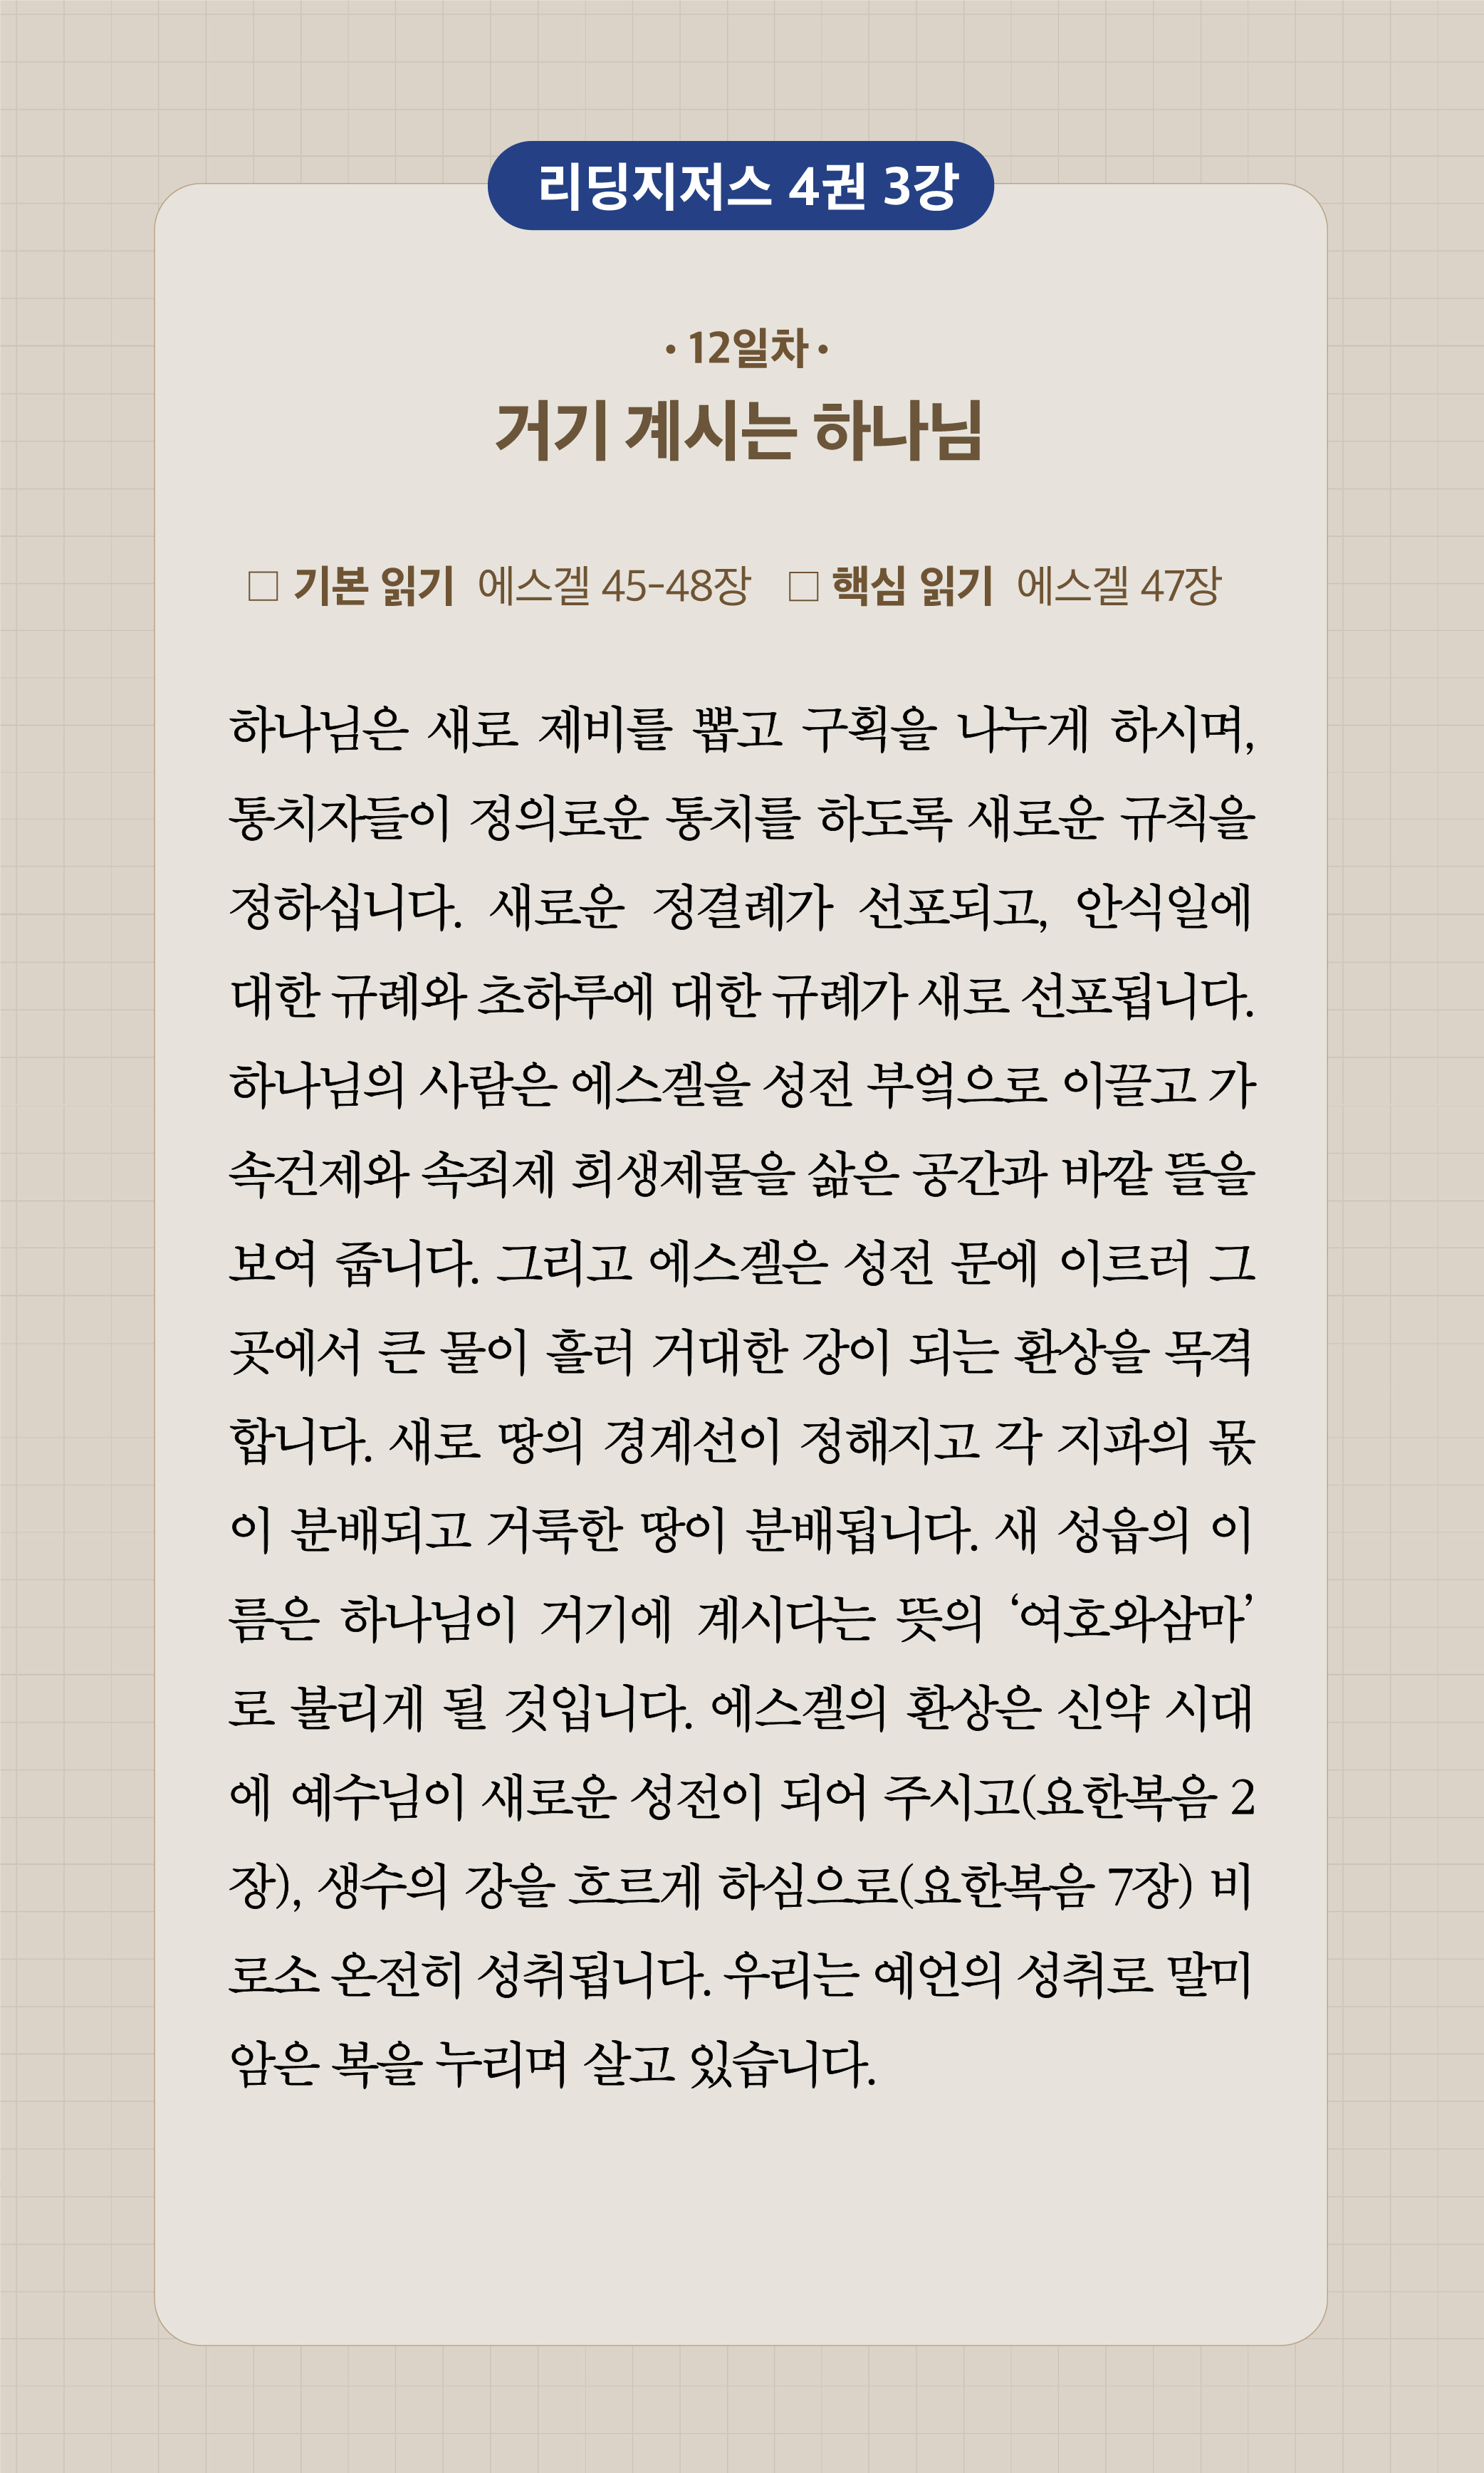 리딩지저스 4권 3강
· 12일차 ·
거기 계시는 하나님
□ 기본 읽기 에스겔 45-48장 □ 핵심 읽기 에스겔 47장
하나님은 새로 제비를 뽑고 구획을 나누게 하시며,
통치자들이 정의로운 통치를 하도록 새로운 규칙을
정하십니다. 새로운 정결례가 선포되고, 안식일에
대한 규례와 초하루에 대한 규례가 새로 선포됩니다.
하나님의 사람은 에스겔을 성전 부엌으로 이끌고 가
속건제와 속죄제 희생제물을 삶은 공간과 바깥 뜰을
보여 줍니다. 그리고 에스겔은 성전 문에 이르러 그
곳에서 큰 물이 흘러 거대한 강이 되는 환상을 목격
합니다. 새로 땅의 경계선이 정해지고 각 지파의 몫
이 분배되고 거룩한 땅이 분배됩니다. 새 성읍의 이
름은 하나님이 거기에 계시다는 뜻의 ‘여호와삼마’
로 불리게 될 것입니다. 에스겔의 환상은 신약 시대
에 예수님이 새로운 성전이 되어 주시고(요한복음 2
장), 생수의 강을 흐르게 하심으로(요한복음 7장) 비
로소 온전히 성취됩니다. 우리는 예언의 성취로 말미
암은 복을 누리며 살고 있습니다.